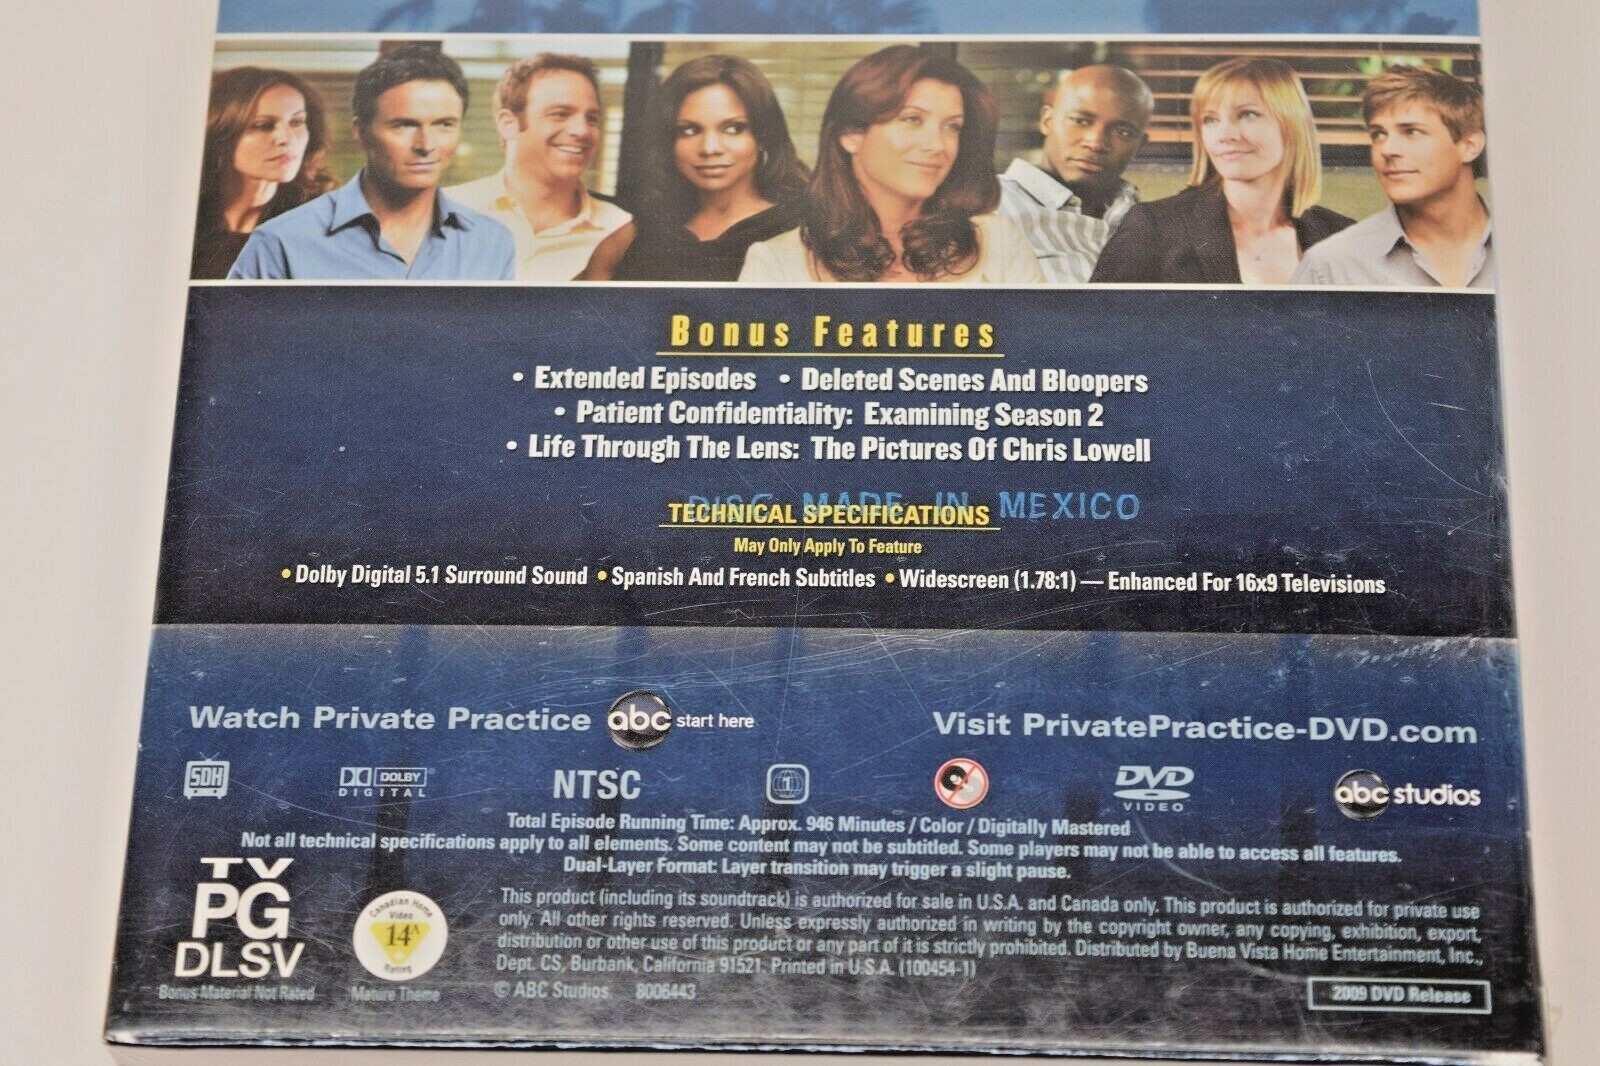 Bonus Features
• Extended Episodes • Deleted Scenes And Bloopers
• Patient Confidentiality: Examining Season 2
• Life Through The Lens: The Pictures Of Chris Lowell
DISC MADE IN MEXICO
TECHNICAL SPECIFICATIONS
May Only Apply To Feature
• Dolby Digital 5.1 Surround Sound • Spanish And French Subtitles • Widescreen (1.78:1) — Enhanced For 16x9 Televisions
Watch Private Practice abc start here
Visit PrivatePractice-DVD.com
SDH
DOLBY
DIGITAL
NTSC
1
DVD
VIDEO
abc studios
Total Episode Running Time: Approx. 946 Minutes / Color / Digitally Mastered
Not all technical specifications apply to all elements. Some content may not be subtitled. Some players may not be able to access all features.
Dual-Layer Format: Layer transition may trigger a slight pause.
TV
PG
DLSV
Bonus Material Not Rated
Canadian Home
Video
14A
Rating
Mature Theme
This product (including its soundtrack) is authorized for sale in U.S.A. and Canada only. This product is authorized for private use
only. All other rights reserved. Unless expressly authorized in writing by the copyright owner, any copying, exhibition, export,
distribution or other use of this product or any part of it is strictly prohibited. Distributed by Buena Vista Home Entertainment, Inc.,
Dept. CS, Burbank, California 91521. Printed in U.S.A. (100454-1)
© ABC Studios. 8006443
2009 DVD Release